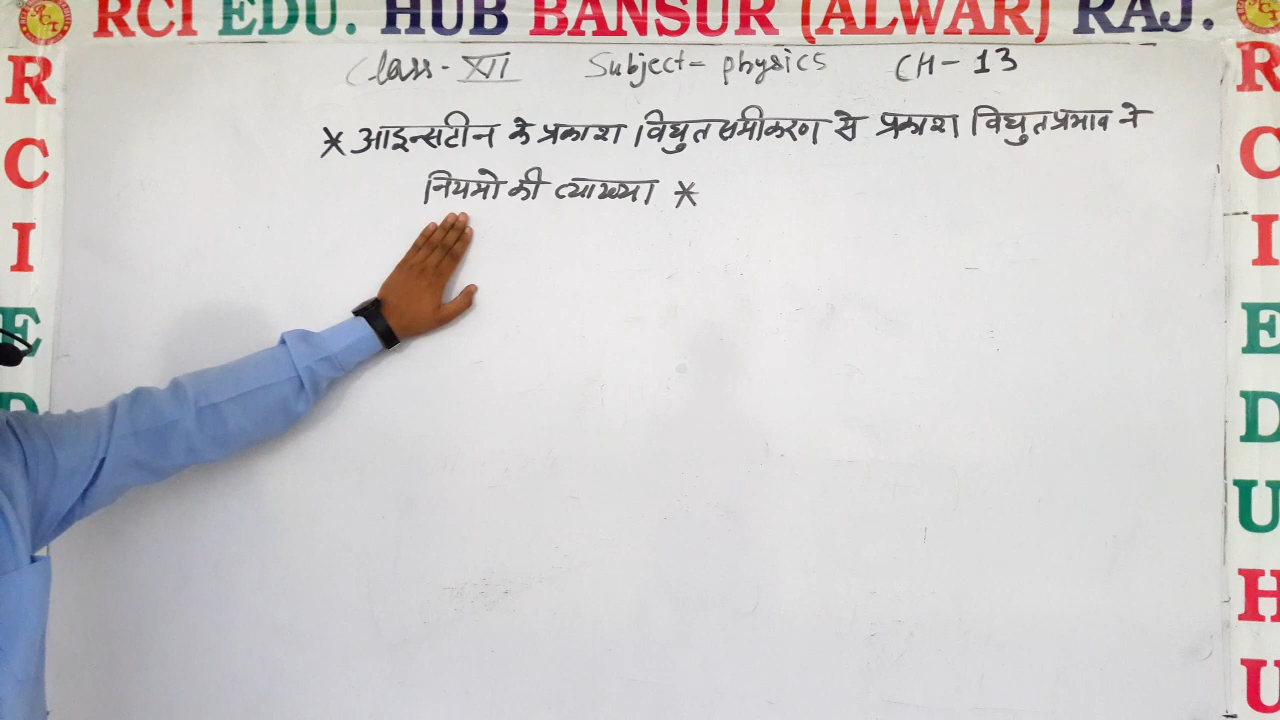 RCI EDU. HUB BANSUR (ALWAR) RAJ.
Class - XII Subject - physics CH - 13
* आइन्सटीन के प्रकाश विद्युत समीकरण से प्रकाश विद्युत प्रभाव के
नियमो की व्याख्या *
R
C
I
E
D
R
C
I
E
D
U
H
U